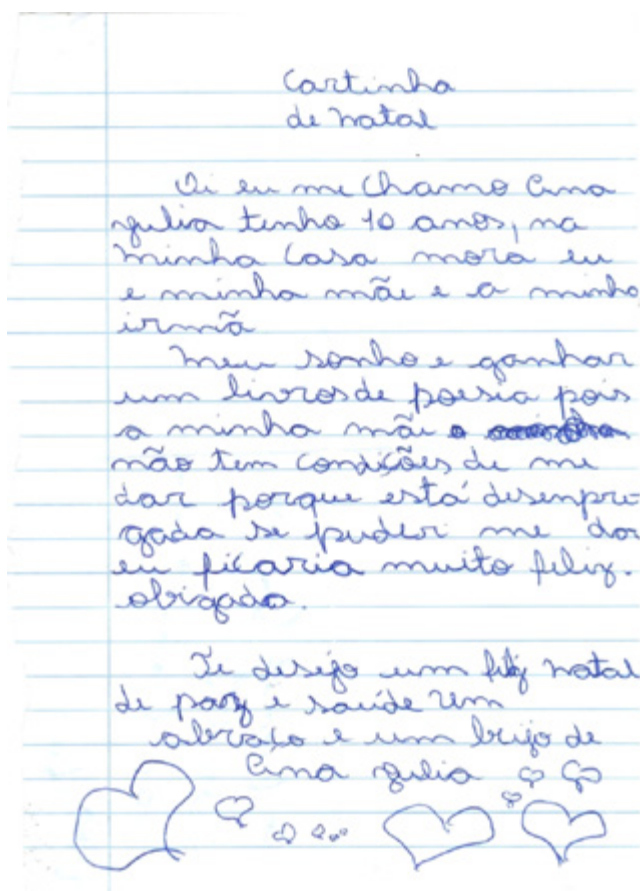 Cartinha
de natal
Oi eu me chamo Ana
julia tenho 10 anos, na
minha casa mora eu
e minha mãe e a minha
irmã
meu sonho e ganhar
um livros de poesia pois
a minha mãe
não tem condições de me
dar porque está desenpre
gada se puder me dar
eu ficaria muito feliz.
obrigada.
Te desejo um feliz natal
de paz e saúde um
abraço e um beijo de
Ana julia